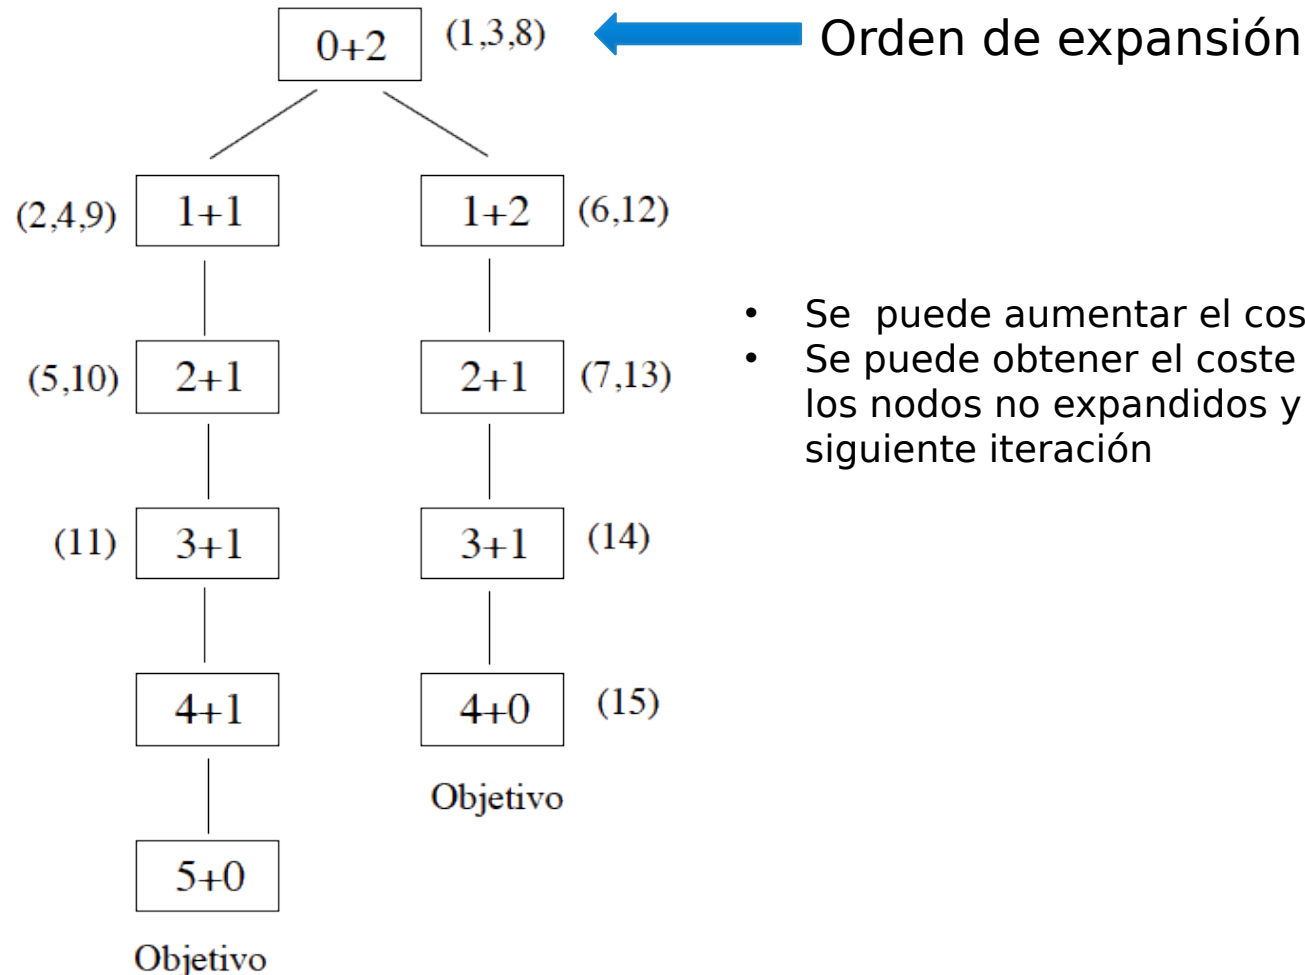 0+2 (1,3,8) Orden de expansión
(2,4,9) 1+1 1+2 (6,12)
• Se  puede aumentar el cos
(5,10) 2+1 2+1 (7,13) • Se puede obtener el coste
los nodos no expandidos y
siguiente iteración
(11) 3+1 3+1 (14)
4+1 4+0 (15)
Objetivo
5+0
Objetivo